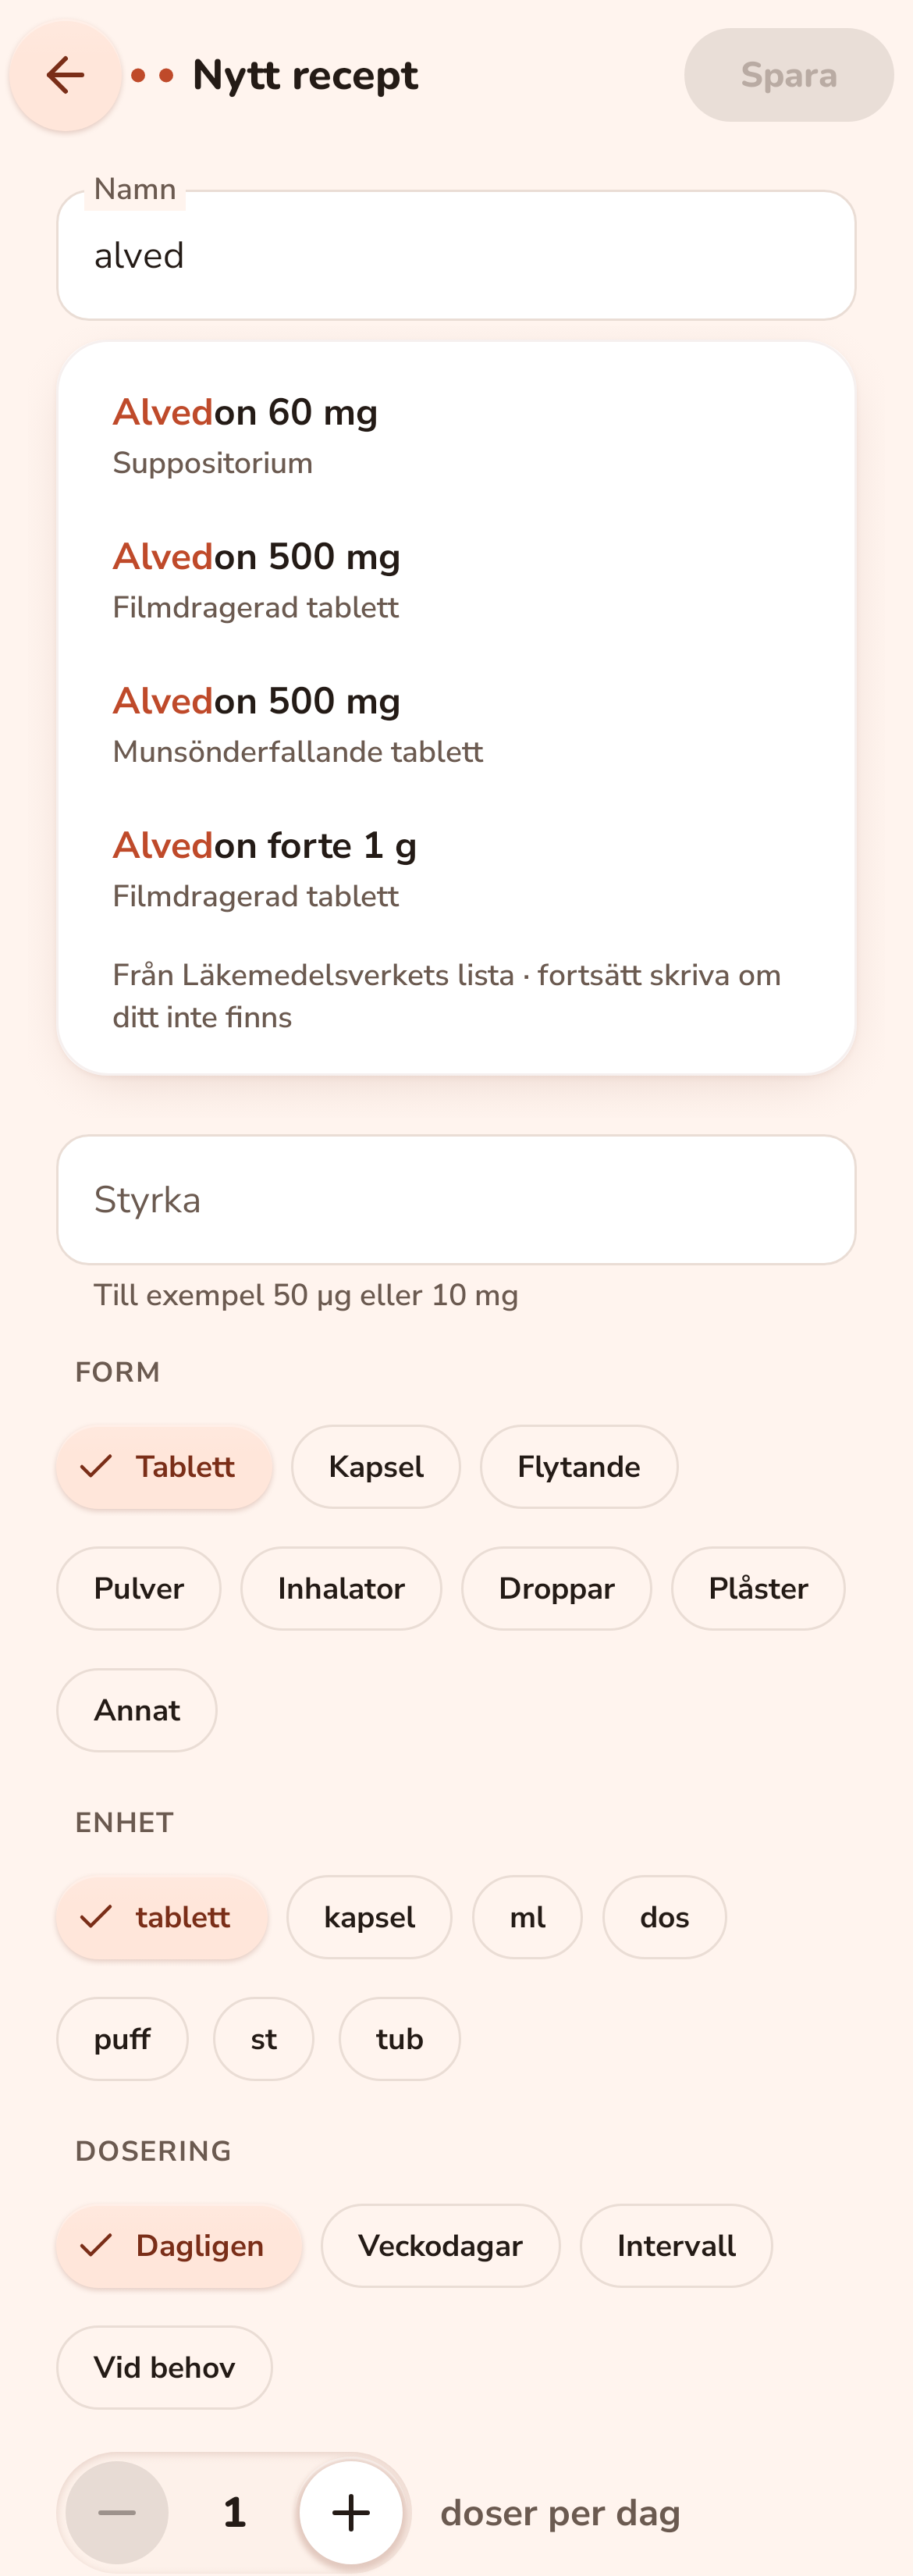 Nytt recept
Spara
Namn
alved
Alvedon 60 mg
Suppositorium
Alvedon 500 mg
Filmdragerad tablett
Alvedon 500 mg
Munsönderfallande tablett
Alvedon forte 1 g
Filmdragerad tablett
Från Läkemedelsverkets lista · fortsätt skriva om
ditt inte finns
Styrka
Till exempel 50 µg eller 10 mg
FORM
Tablett Kapsel Flytande
Pulver Inhalator Droppar Plåster
Annat
ENHET
tablett kapsel ml dos
puff st tub
DOSERING
Dagligen Veckodagar Intervall
Vid behov
1 doser per dag